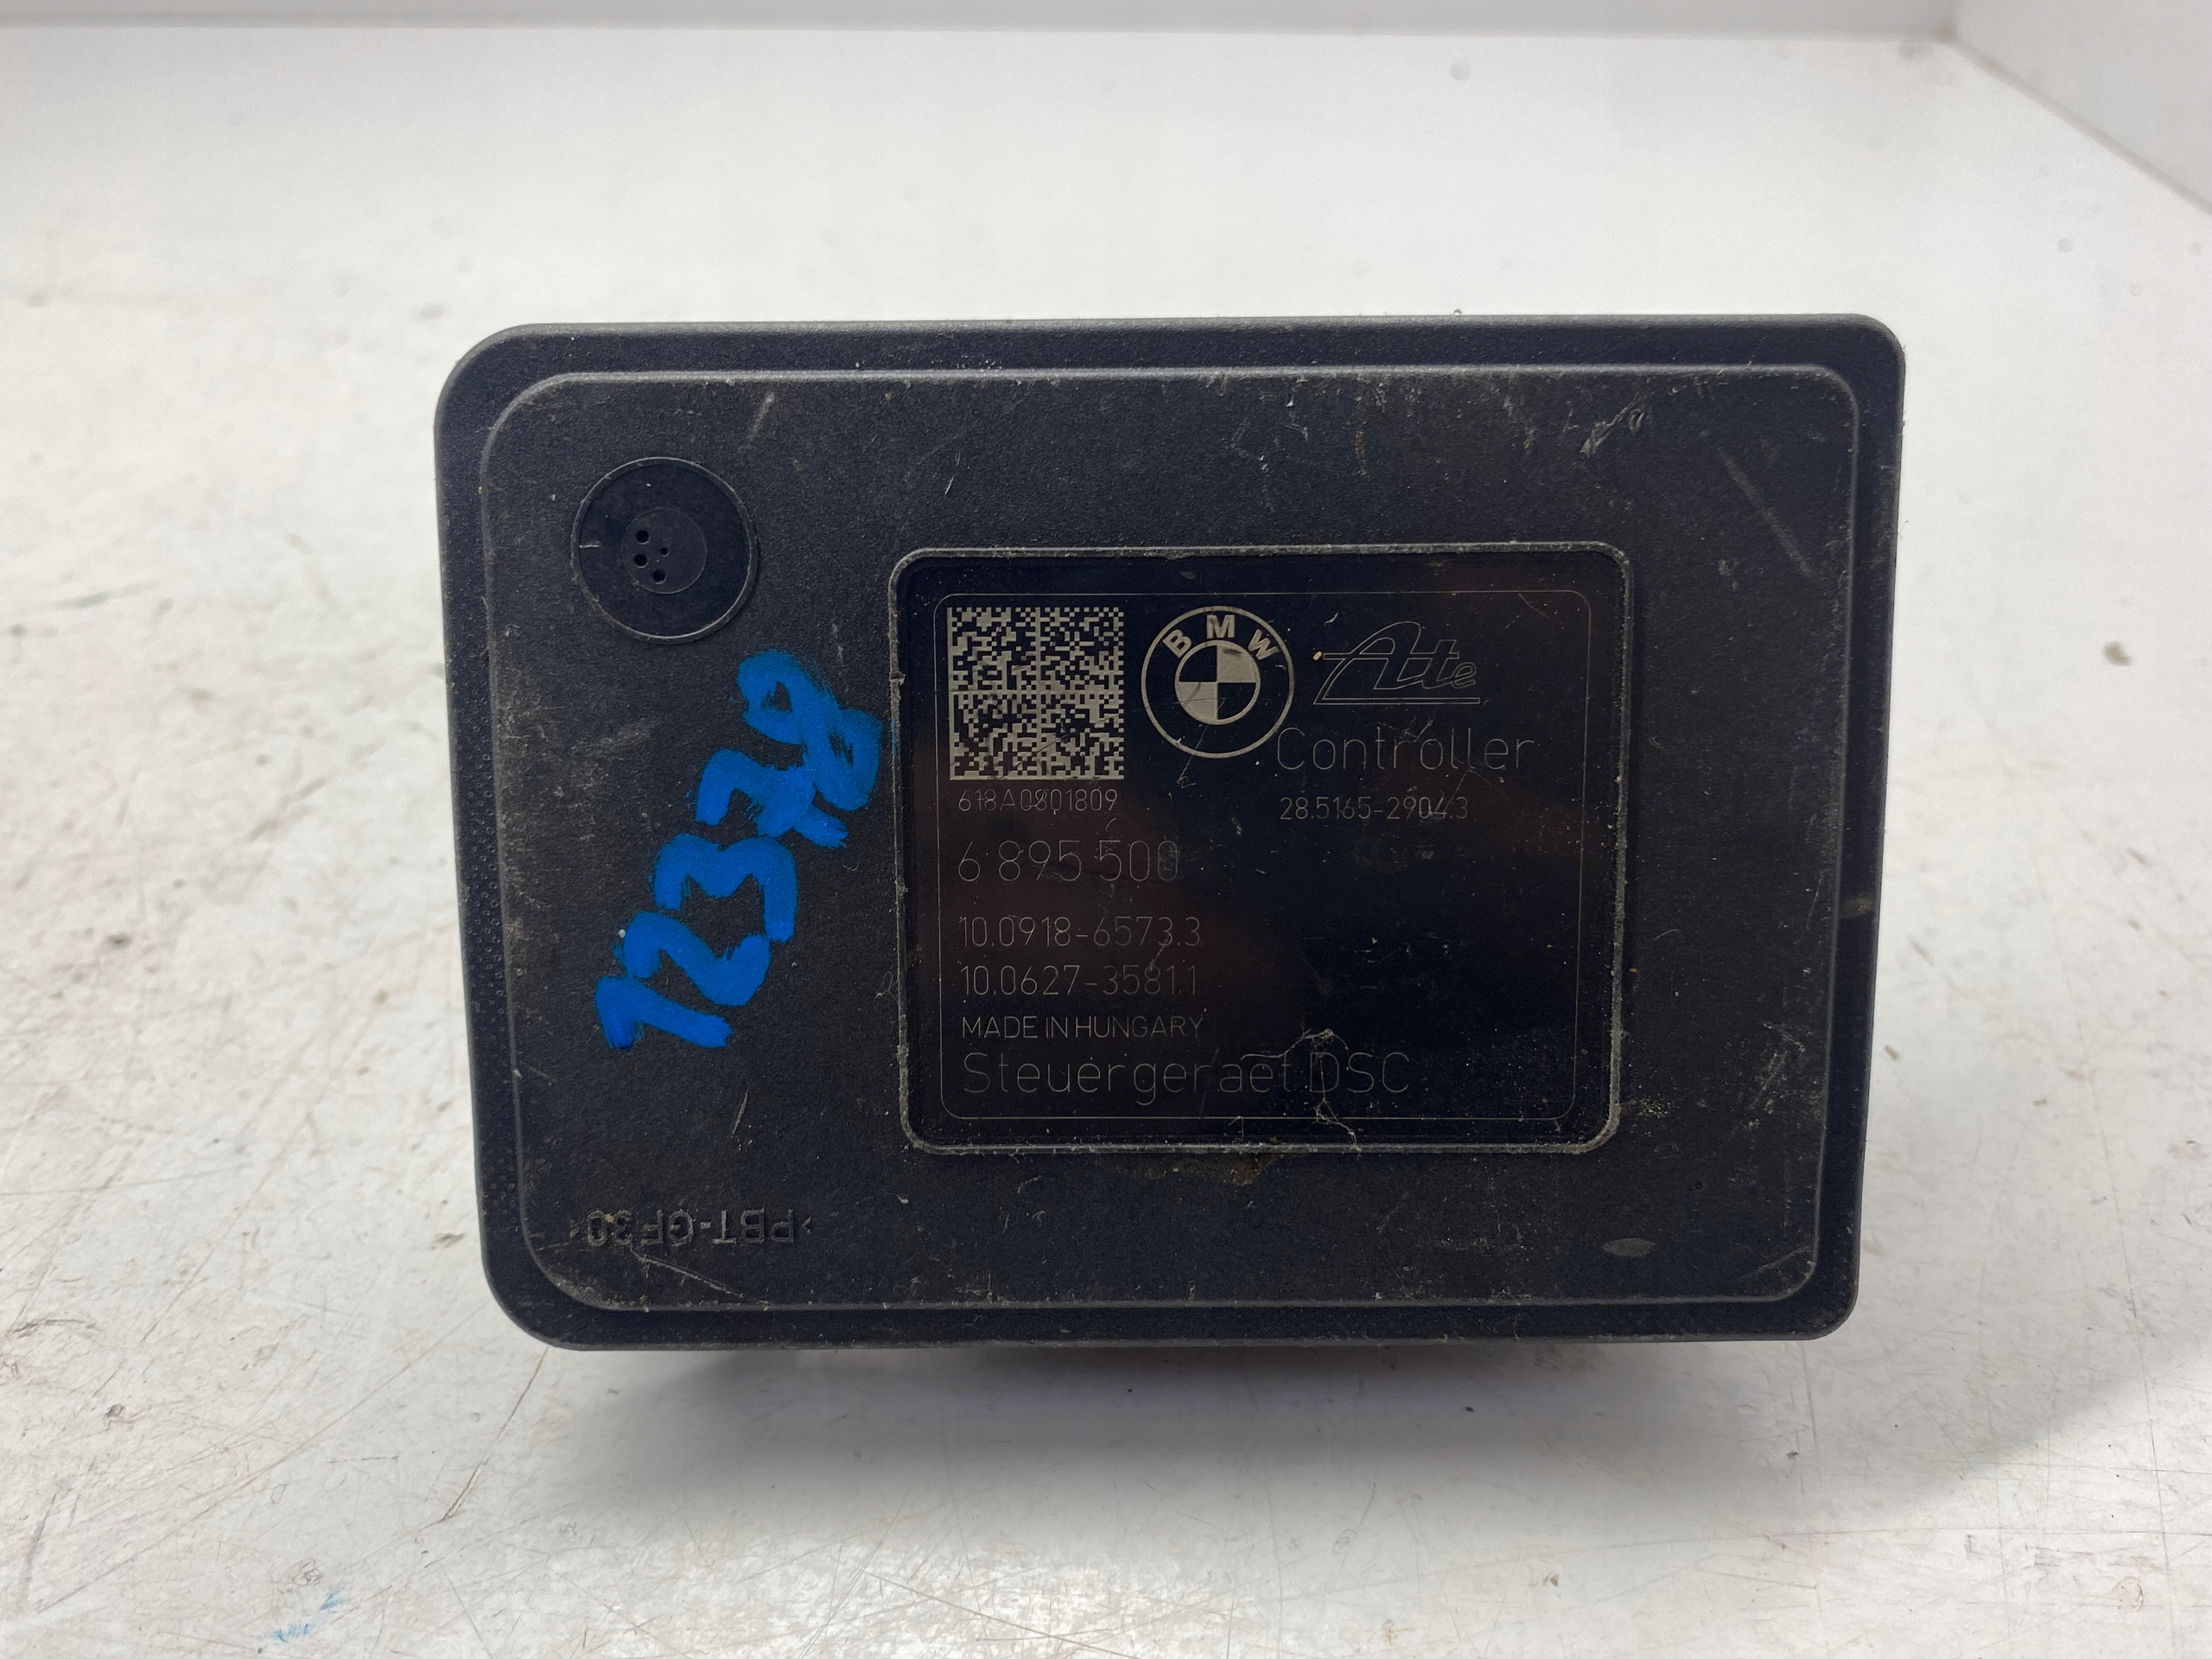 BMW Ate
Controller
618A0801809 28.5165-2904.3
6 895 500
10.0918-6573.3
10.0627-3581.1
MADE IN HUNGARY
Steuergeraet DSC
12378
>PBT-GF30<